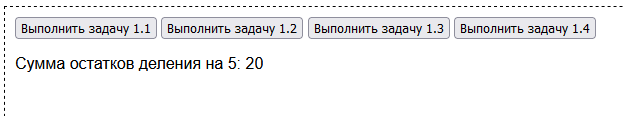 Выполнить задачу 1.1 Выполнить задачу 1.2 Выполнить задачу 1.3 Выполнить задачу 1.4
Сумма остатков деления на 5: 20